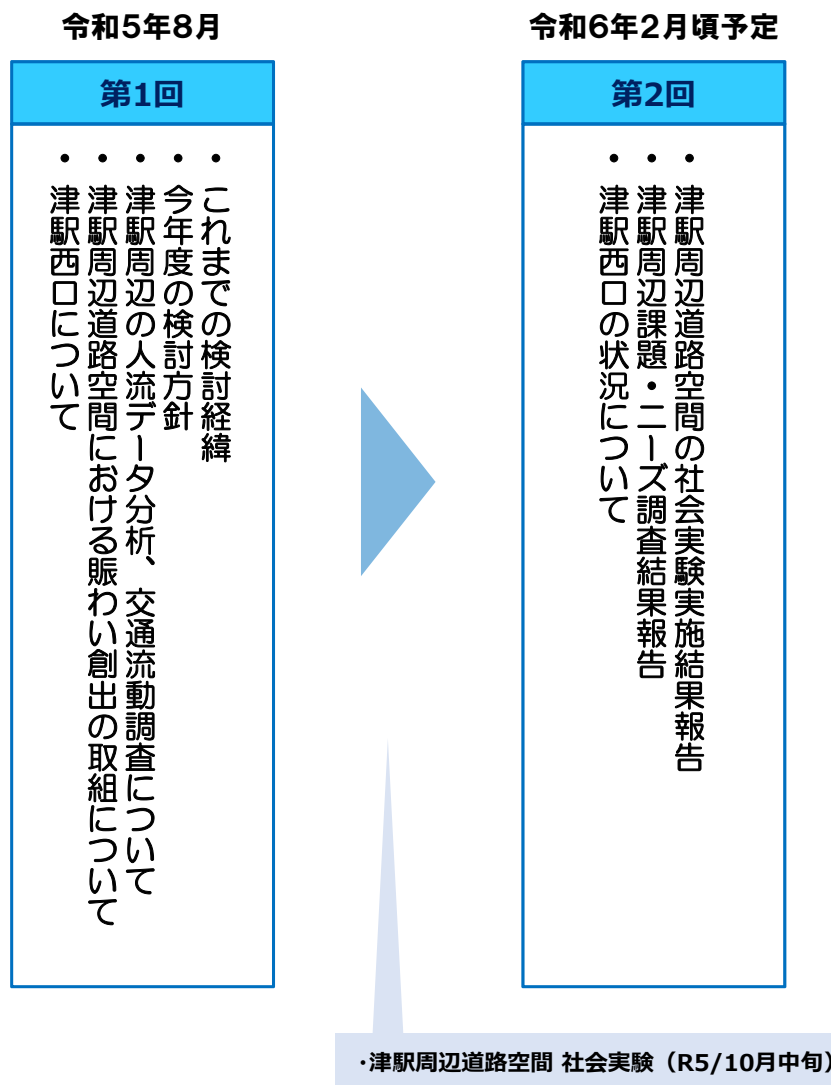 令和5年8月
第1回
・これまでの検討経緯
・今年度の検討方針
・津駅周辺の人流データ分析、交通流動調査について
・津駅周辺道路空間における賑わい創出の取組について
・津駅西口について
令和6年2月頃予定
第2回
・津駅周辺道路空間の社会実験実施結果報告
・津駅周辺課題・ニーズ調査結果報告
・津駅西口の状況について
・津駅周辺道路空間 社会実験（R5/10月中旬）